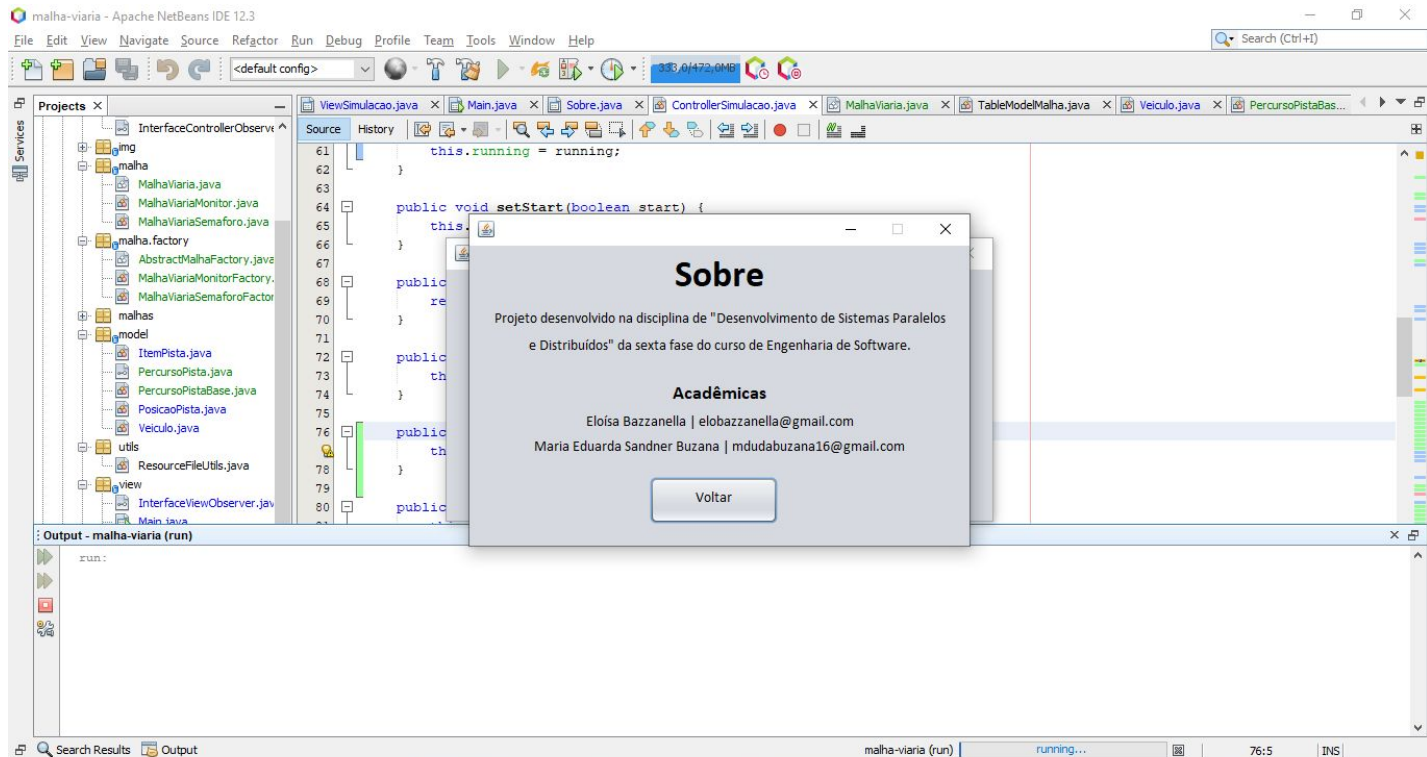 malha-viaria - Apache NetBeans IDE 12.3
File Edit View Navigate Source Refactor Run Debug Profile Team Tools Window Help
Search (Ctrl+I)
<default config>
333,0/472,0MB
Services
Projects
InterfaceControllerObserve
img
malha
MalhaViaria.java
MalhaViariaMonitor.java
MalhaViariaSemaforo.java
malha.factory
AbstractMalhaFactory.java
MalhaViariaMonitorFactory.
MalhaViariaSemaforoFactor
malhas
model
ItemPista.java
PercursoPista.java
PercursoPistaBase.java
PosicaoPista.java
Veiculo.java
utils
ResourceFileUtils.java
view
InterfaceViewObserver.jav
Main.java
ViewSimulacao.java Main.java Sobre.java ControllerSimulacao.java MalhaViaria.java TableModelMalha.java Veiculo.java PercursoPistaBas...
Source History
61 this.running = running;
62 }
63
64 public void setStart(boolean start) {
65 this.
66 }
67
68 public
69 re
70 }
71
72 public
73 th
74 }
75
76 public
th
78 }
79
80 public
Sobre
Projeto desenvolvido na disciplina de "Desenvolvimento de Sistemas Paralelos
e Distribuídos" da sexta fase do curso de Engenharia de Software.
Acadêmicas
Eloísa Bazzanella | elobazzanella@gmail.com
Maria Eduarda Sandner Buzana | mdudabuzana16@gmail.com
Voltar
Output - malha-viaria (run)
run:
Search Results Output
malha-viaria (run) running... 76:5 INS